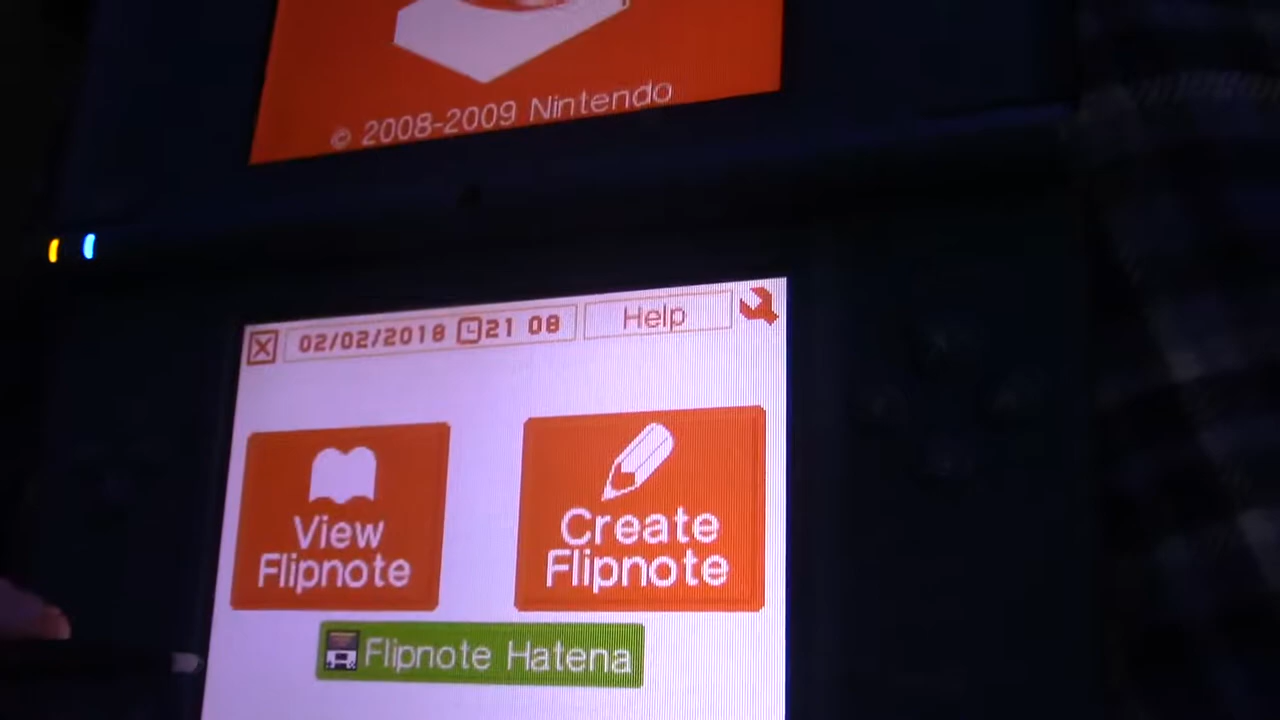 © 2008-2009 Nintendo
02/02/2018 21 08 Help
View
Flipnote
Create
Flipnote
Flipnote Hatena